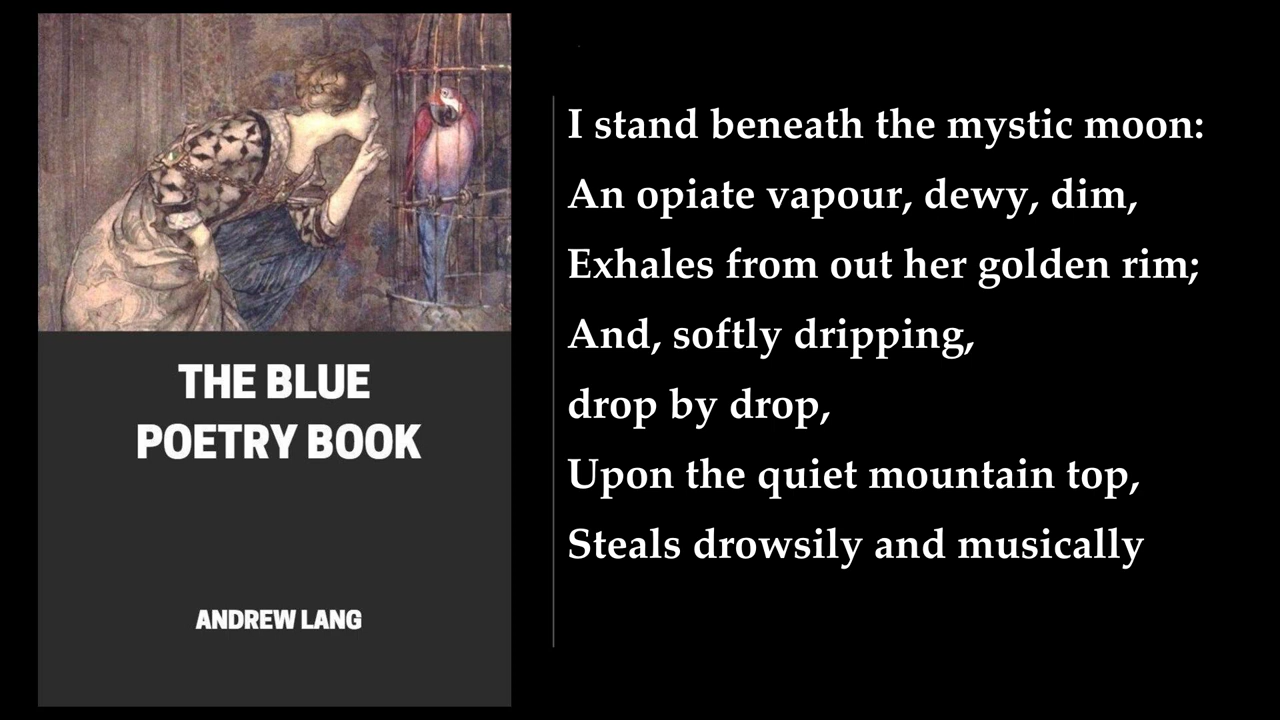 THE BLUE
POETRY BOOK
ANDREW LANG
I stand beneath the mystic moon:
An opiate vapour, dewy, dim,
Exhales from out her golden rim;
And, softly dripping,
drop by drop,
Upon the quiet mountain top,
Steals drowsily and musically